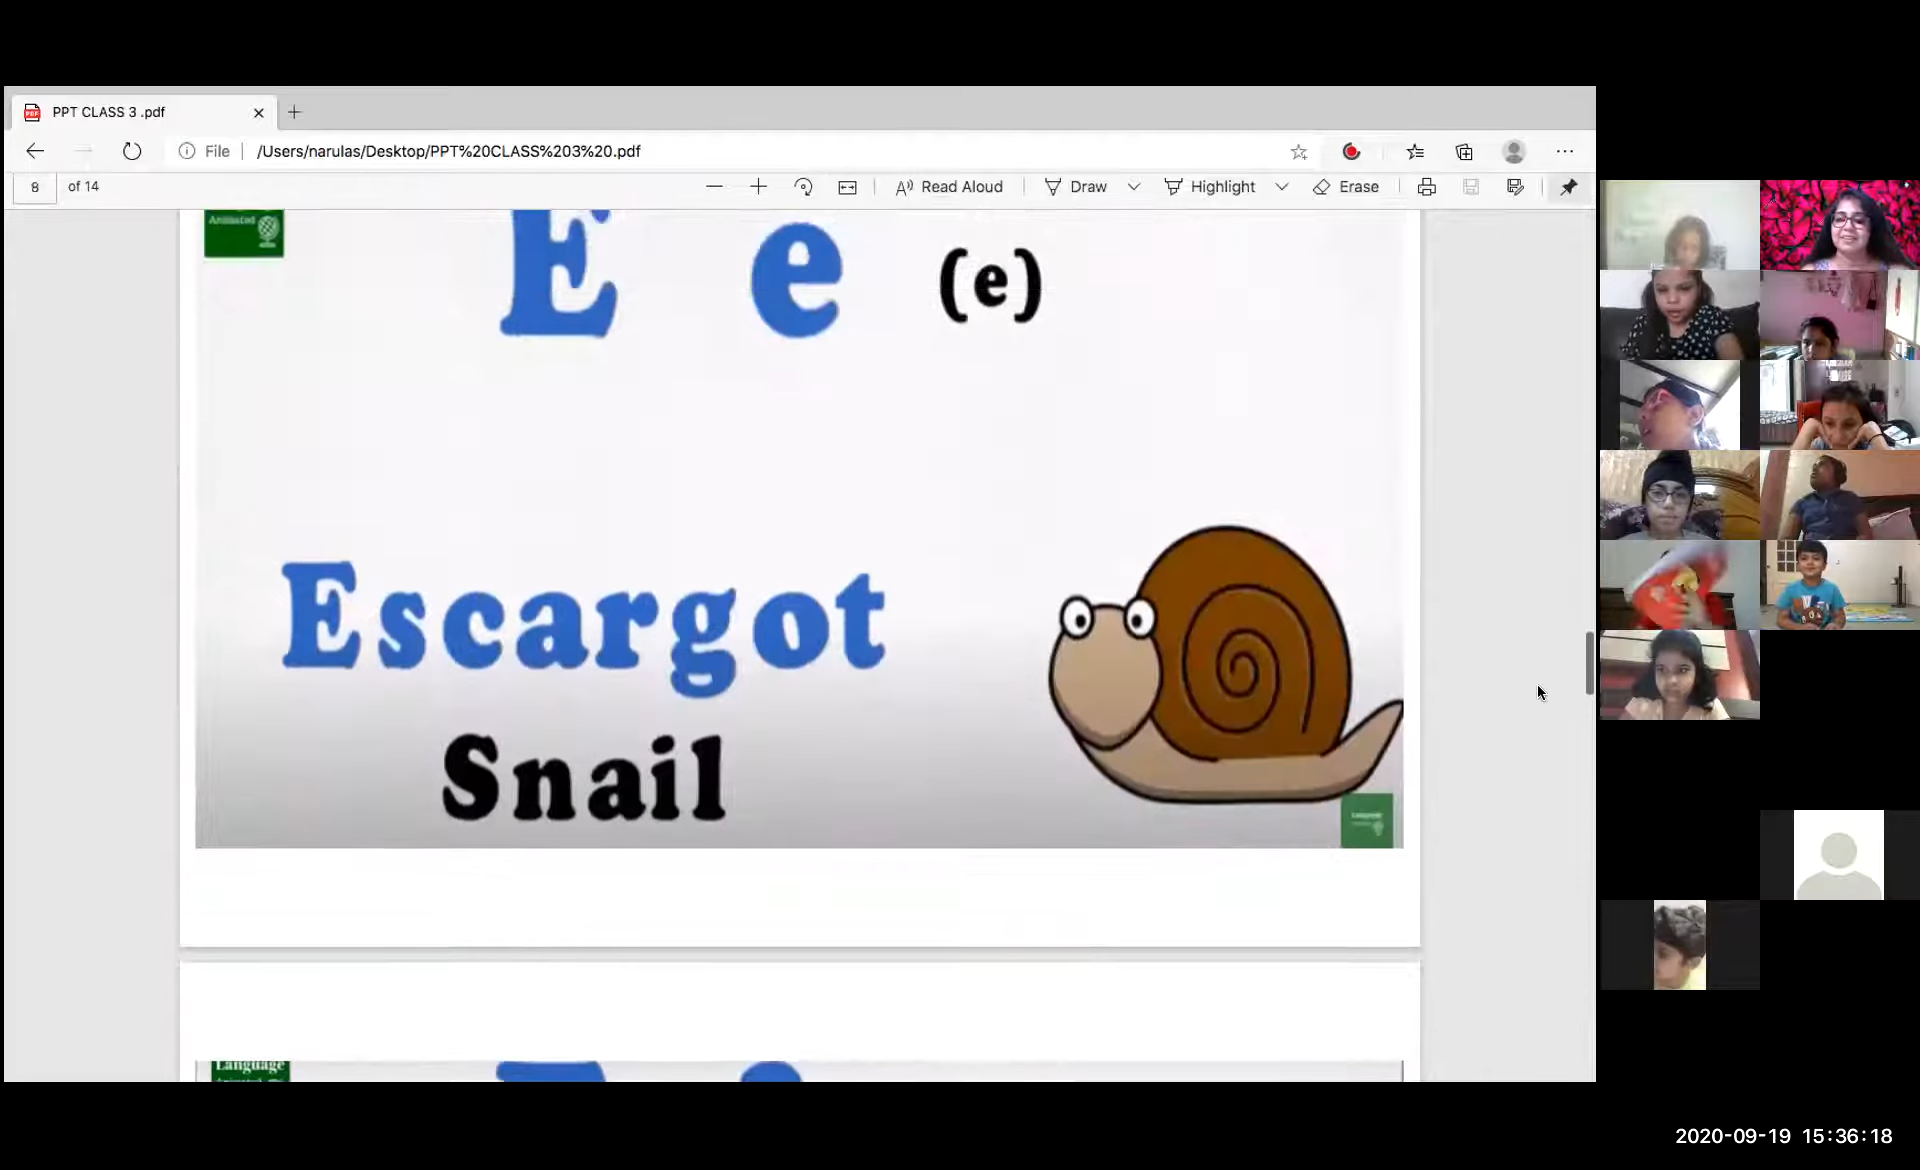 PPT CLASS 3 .pdf
File
/Users/narulas/Desktop/PPT%20CLASS%203%20.pdf
8 of 14
Read Aloud
Draw
Highlight
Erase
Animated
E e (e)
Escargot
Snail
Language
2020-09-19 15:36:18